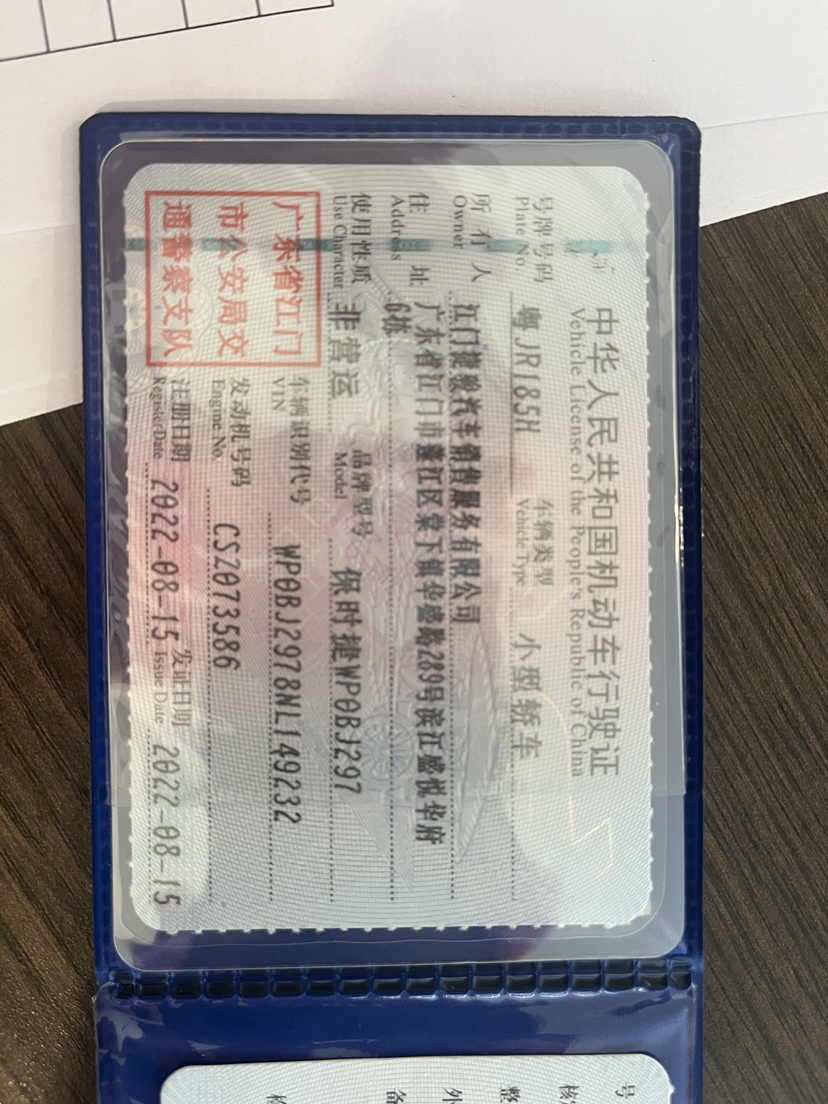 中华人民共和国机动车行驶证
Vehicle License of the People's Republic of China
号牌号码 粤JR185H 车辆类型 小型轿车
Plate No. Vehicle Type
所有人 江门捷骏汽车销售服务有限公司
Owner
住址 广东省江门市蓬江区棠下镇华盛路289号滨江盛悦华府
Address 6栋
使用性质 非营运 品牌型号 保时捷WP0BJ297
Use Character Model
广东省江门
市公安局交
通警察支队
车辆识别代号 WP0BJ2978NL149232
VIN
发动机号码 CSZ073586
Engine No.
注册日期 2022-08-15 发证日期 2022-08-15
Register Date Issue Date
号
核
整
外
备
检